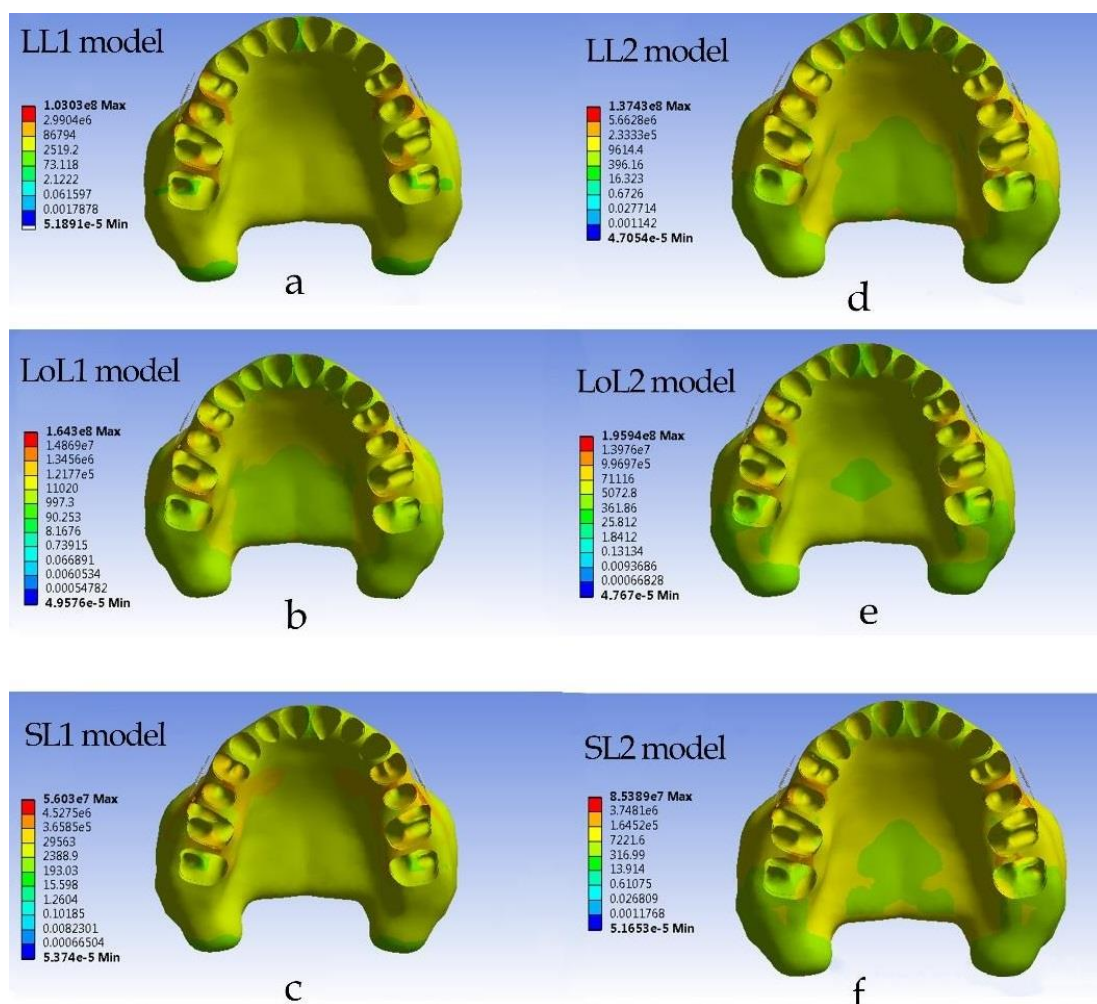 LL1 model
1.0303e8 Max
2.9904e6
86794
2519.2
73.118
2.1222
0.061597
0.0017878
5.1891e-5 Min
a
LL2 model
1.3743e8 Max
5.6628e6
2.3333e5
9614.4
396.16
16.323
0.6726
0.027714
0.001142
4.7054e-5 Min
d
LoL1 model
1.643e8 Max
1.4869e7
1.3456e6
1.2177e5
11020
997.3
90.253
8.1676
0.73915
0.066891
0.0060534
0.00054782
4.9576e-5 Min
b
LoL2 model
1.9594e8 Max
1.3976e7
9.9697e5
71116
5072.8
361.86
25.812
1.8412
0.13134
0.0093686
0.00066828
4.767e-5 Min
e
SL1 model
5.603e7 Max
4.5275e6
3.6585e5
29563
2388.9
193.03
15.598
1.2604
0.10185
0.0082301
0.00066504
5.374e-5 Min
c
SL2 model
8.5389e7 Max
3.7481e6
1.6452e5
7221.6
316.99
13.914
0.61075
0.026809
0.0011768
5.1653e-5 Min
f